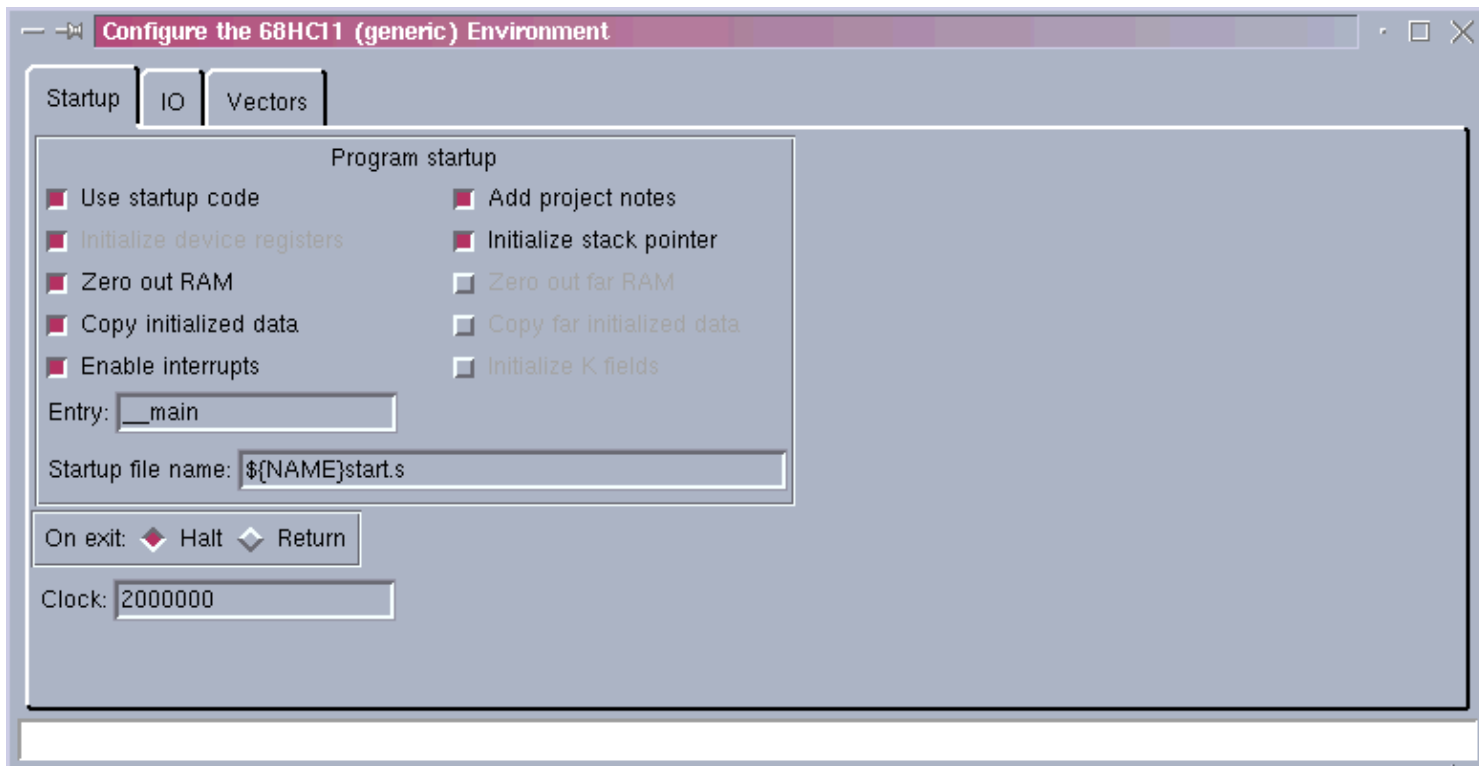 Configure the 68HC11 (generic) Environment
Startup IO Vectors
Program startup
Use startup code Add project notes
Initialize device registers Initialize stack pointer
Zero out RAM Zero out far RAM
Copy initialized data Copy far initialized data
Enable interrupts Initialize K fields
Entry: __main
Startup file name: ${NAME}start.s
On exit: Halt Return
Clock: 2000000